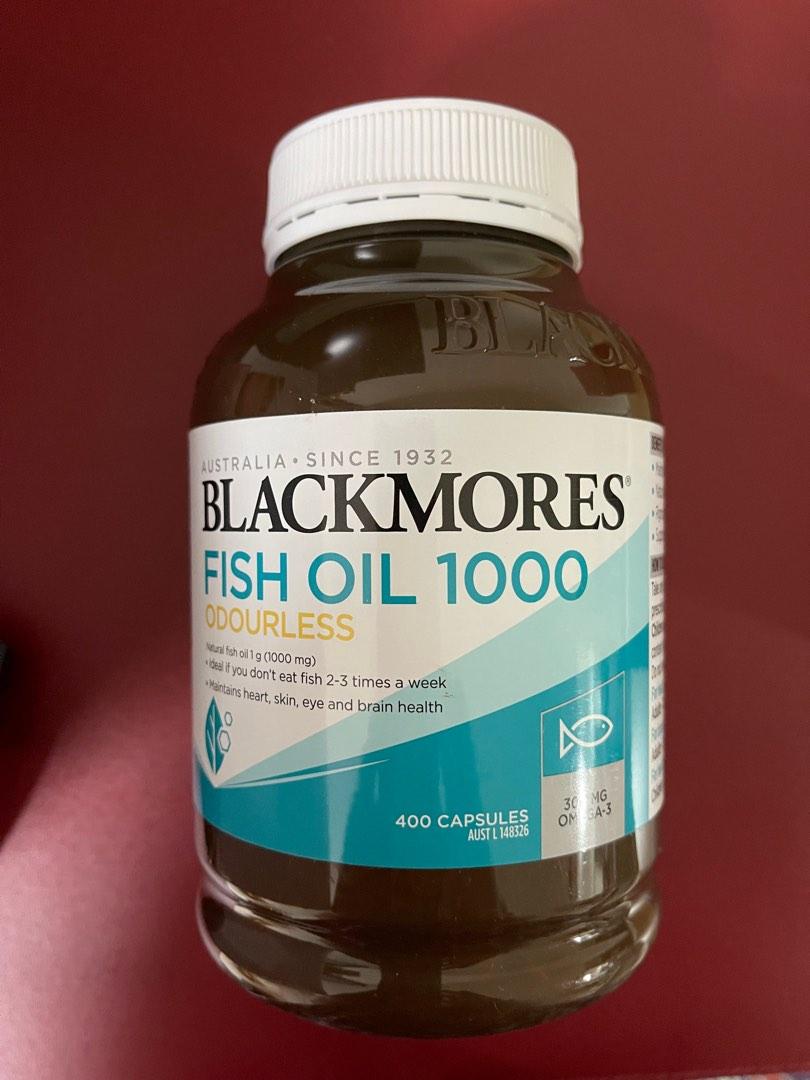 BLAC
AUSTRALIA • SINCE 1932
BLACKMORES®
FISH OIL 1000
ODOURLESS
Natural fish oil 1 g (1000 mg)
• Ideal if you don't eat fish 2-3 times a week
• Maintains heart, skin, eye and brain health
400 CAPSULES
AUST L 148326
MG
OMEGA-3